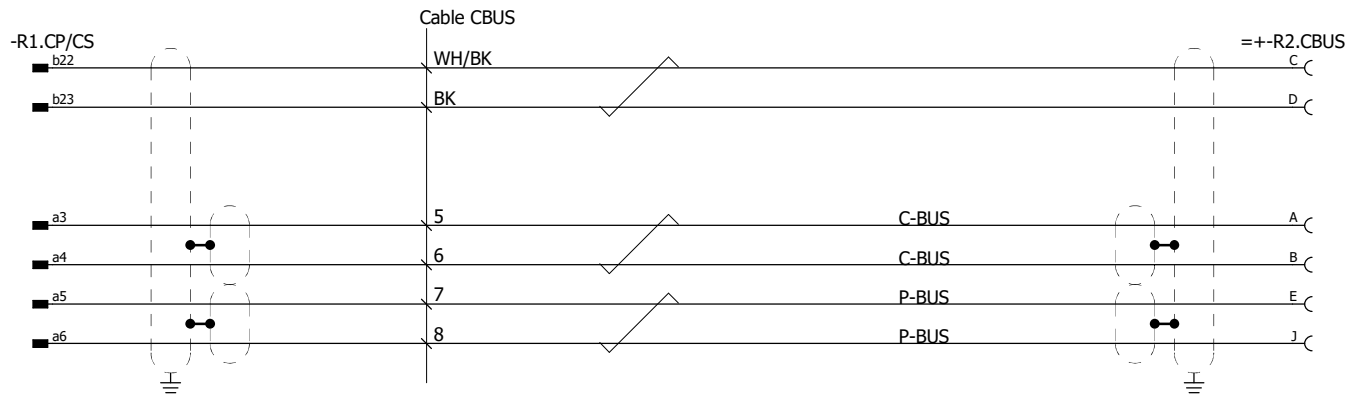 Cable CBUS
-R1.CP/CS =+-R2.CBUS
b22 WH/BK C
b23 BK D
a3 5 C-BUS A
a4 6 C-BUS B
a5 7 P-BUS E
a6 8 P-BUS J